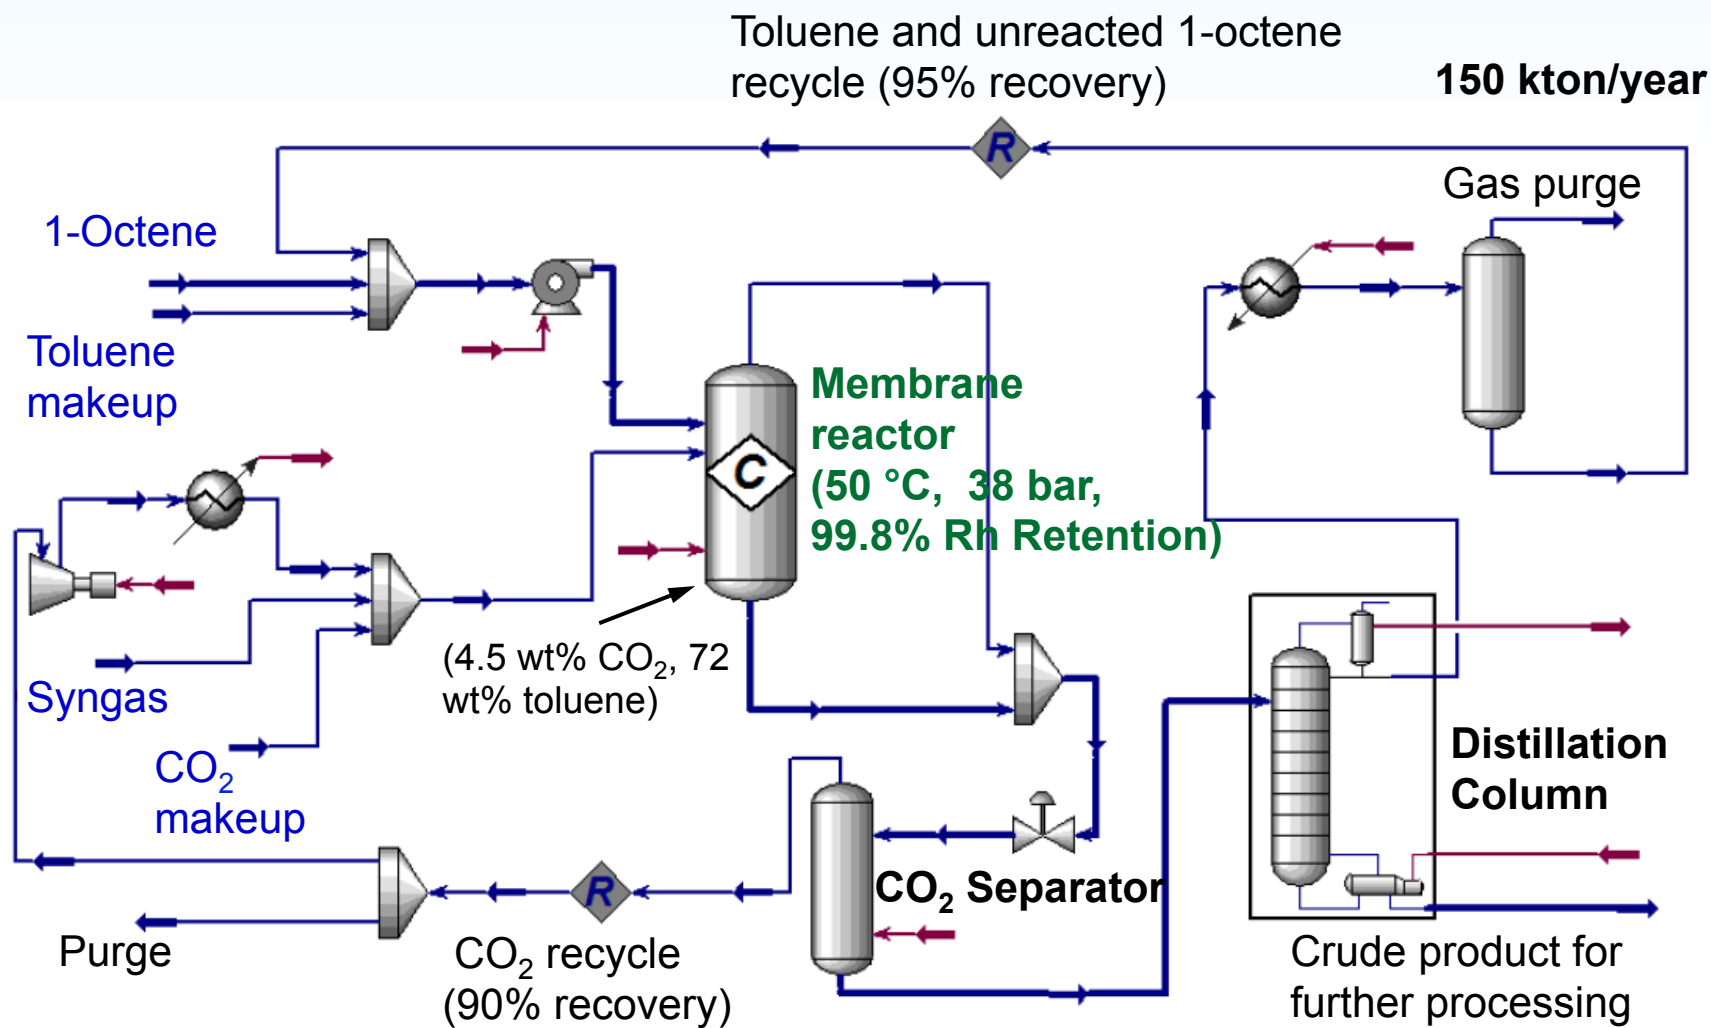 Toluene and unreacted 1-octene
recycle (95% recovery)
150 kton/year
R
Gas purge
1-Octene
Toluene
makeup
Membrane
reactor
(50 °C, 38 bar,
99.8% Rh Retention)
C
(4.5 wt% CO₂, 72
wt% toluene)
Syngas
CO₂
makeup
Distillation
Column
CO₂ Separator
R
Purge
CO₂ recycle
(90% recovery)
Crude product for
further processing